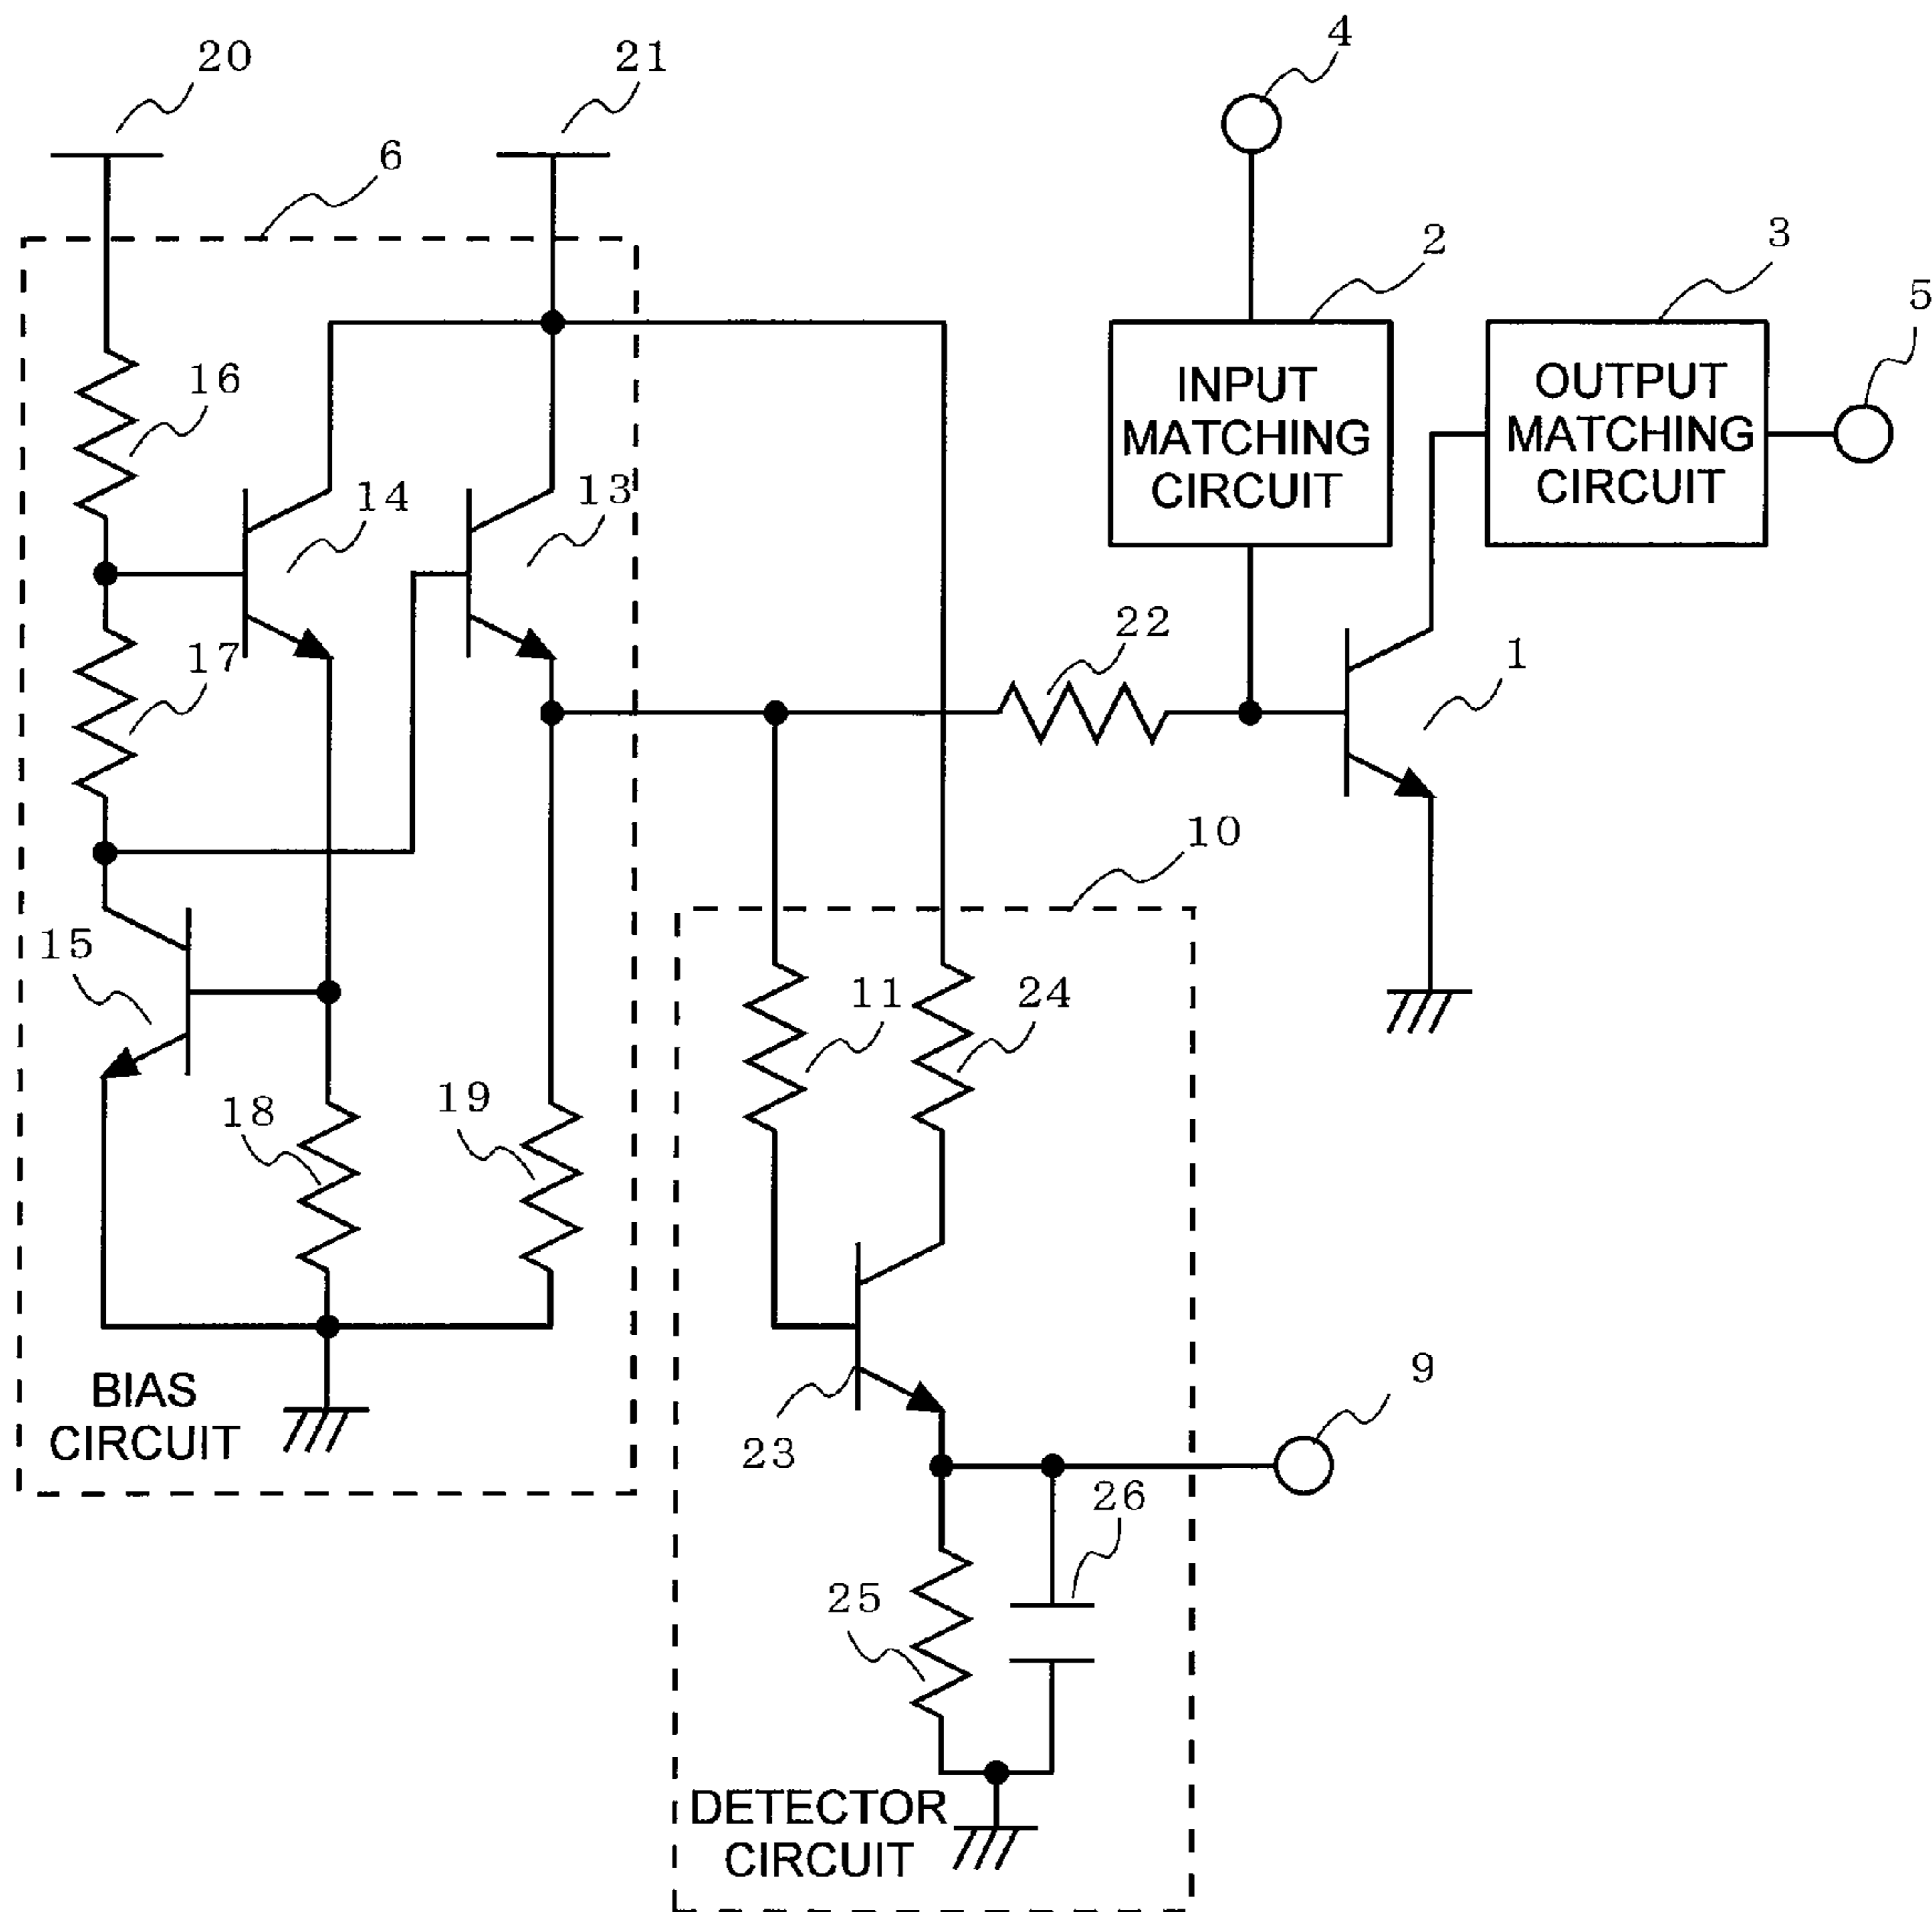 4
20
21
6
2
3
5
INPUT
MATCHING
CIRCUIT
OUTPUT
MATCHING
CIRCUIT
16
14
13
22
17
1
10
15
11
24
18
19
9
BIAS
CIRCUIT
23
26
25
DETECTOR
CIRCUIT